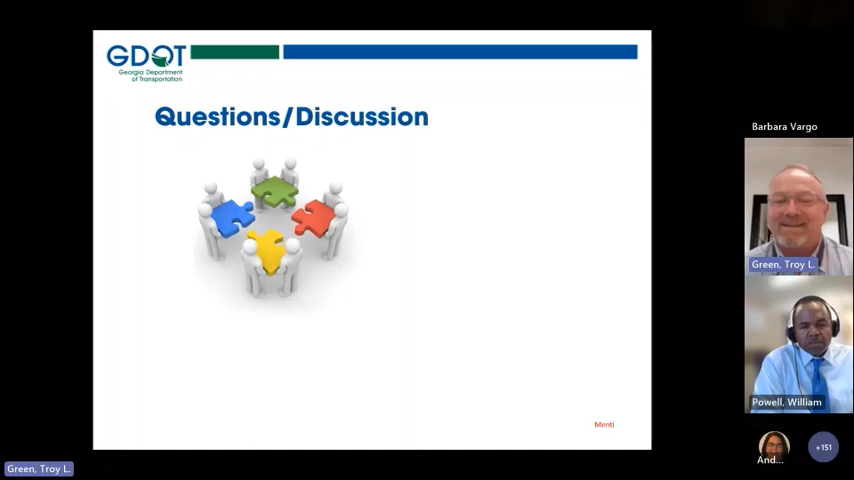 GDOT
Georgia Department
of Transportation
Questions/Discussion
Menti
Barbara Vargo
Green, Troy L.
Powell, William
And...
+151
Green, Troy L.